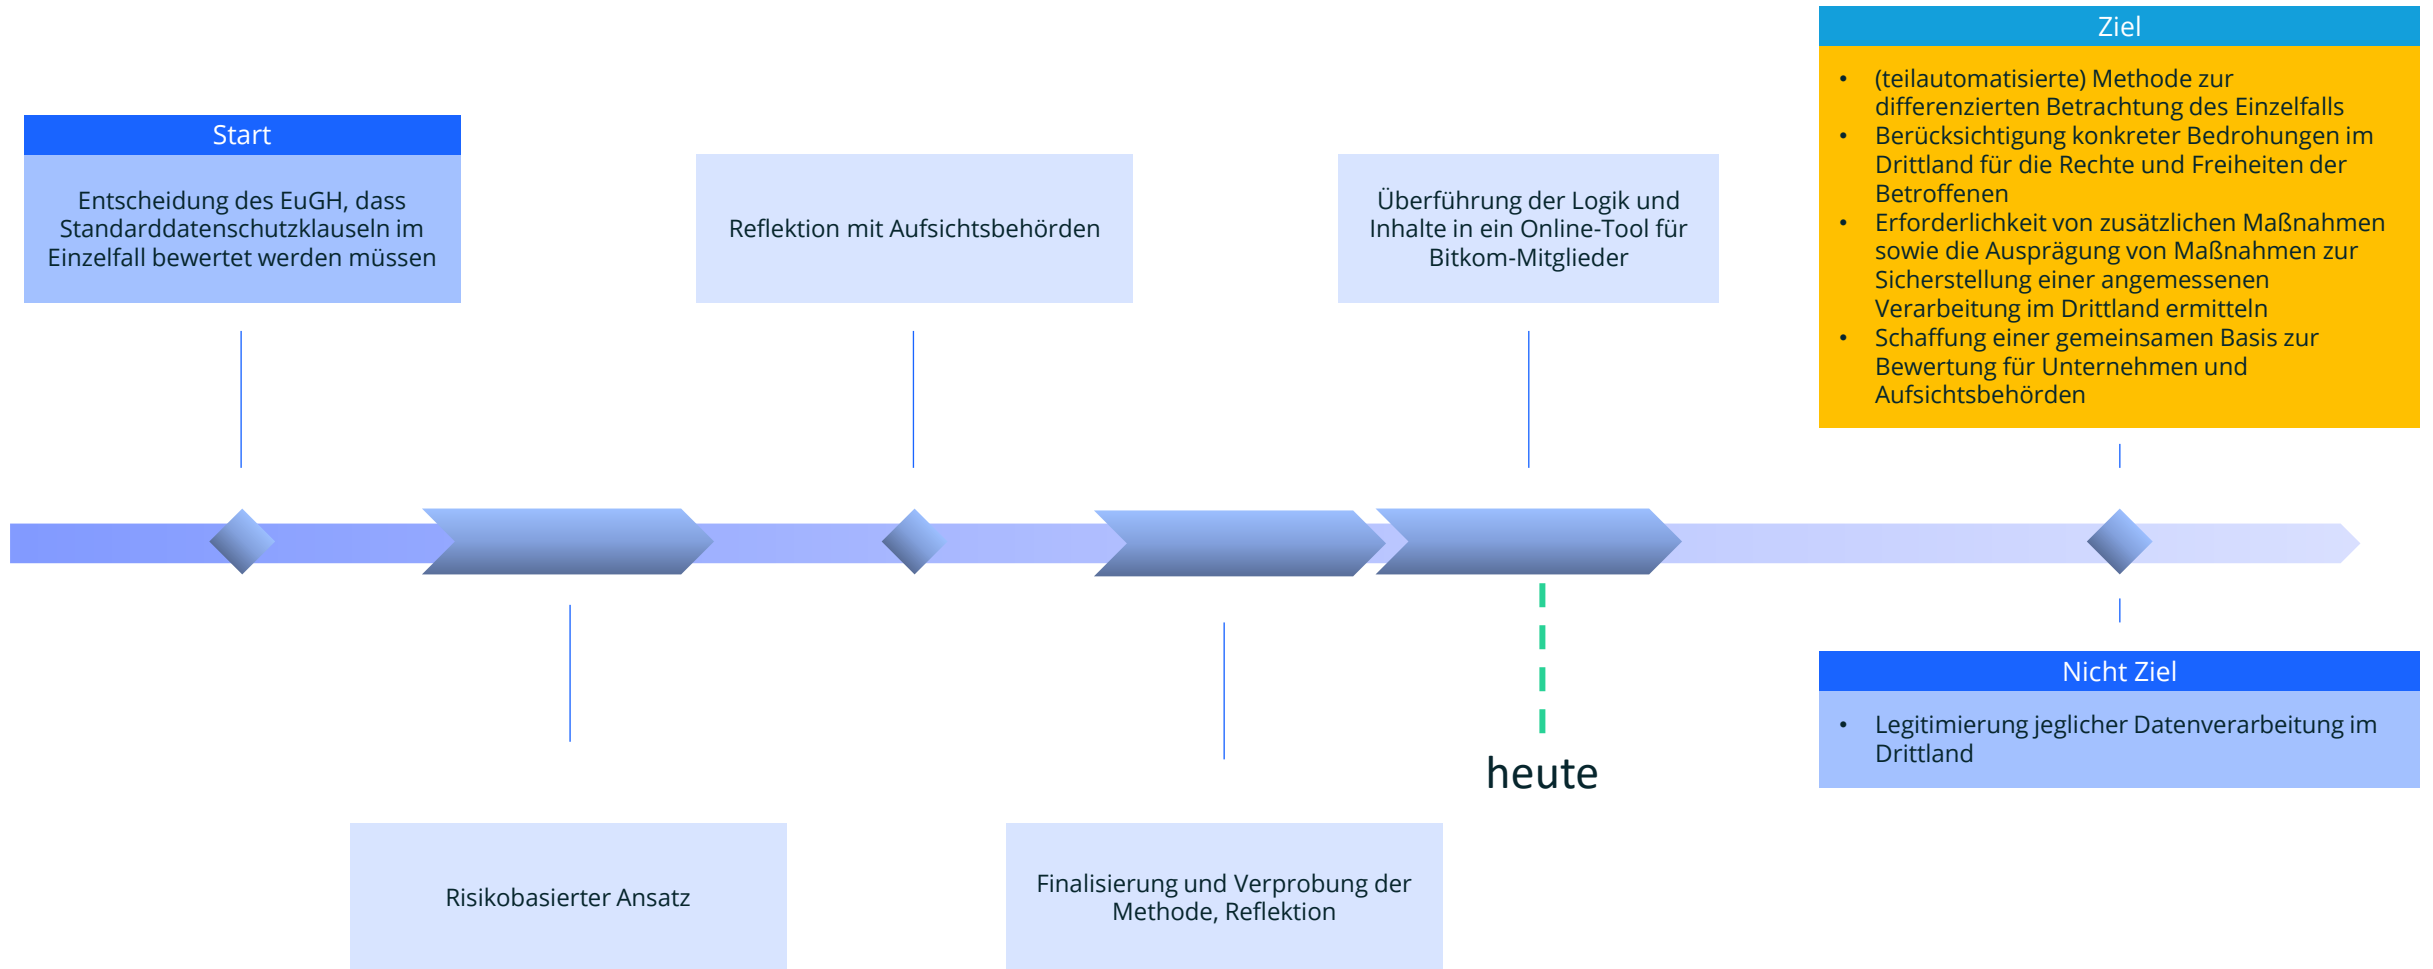 Start
Entscheidung des EuGH, dass
Standarddatenschutzklauseln im
Einzelfall bewertet werden müssen
Risikobasierter Ansatz
Reflektion mit Aufsichtsbehörden
Finalisierung und Verprobung der
Methode, Reflektion
Überführung der Logik und
Inhalte in ein Online-Tool für
Bitkom-Mitglieder
heute
Ziel
• (teilautomatisierte) Methode zur
differenzierten Betrachtung des Einzelfalls
• Berücksichtigung konkreter Bedrohungen im
Drittland für die Rechte und Freiheiten der
Betroffenen
• Erforderlichkeit von zusätzlichen Maßnahmen
sowie die Ausprägung von Maßnahmen zur
Sicherstellung einer angemessenen
Verarbeitung im Drittland ermitteln
• Schaffung einer gemeinsamen Basis zur
Bewertung für Unternehmen und
Aufsichtsbehörden
Nicht Ziel
• Legitimierung jeglicher Datenverarbeitung im
Drittland